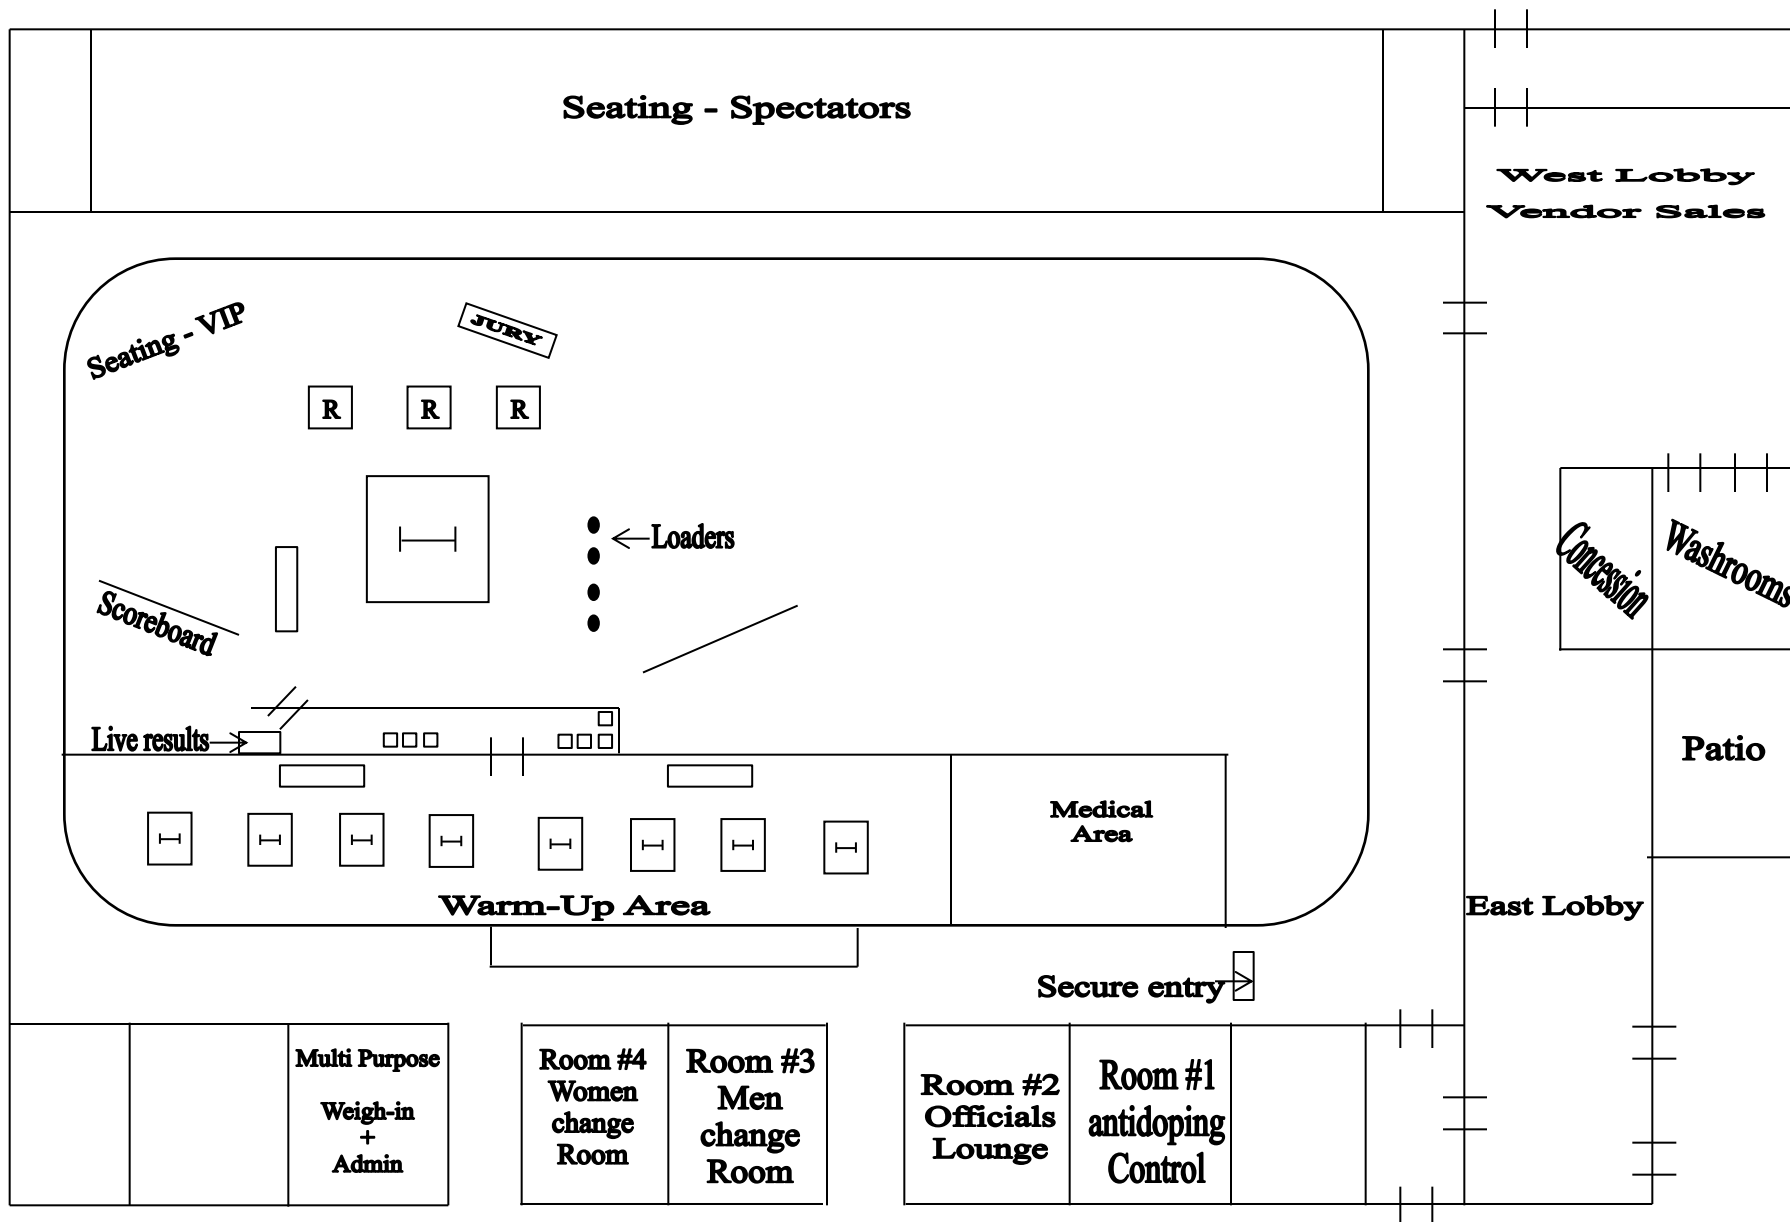 Seating - Spectators
West Lobby
Vendor Sales
Seating - VIP
JURY
R
R
R
Loaders
Concession
Washrooms
Scoreboard
Live results
Patio
Medical
Area
Warm-Up Area
East Lobby
Secure entry
Multi Purpose
Weigh-in
+
Admin
Room #4
Women
change
Room
Room #3
Men
change
Room
Room #2
Officials
Lounge
Room #1
antidoping
Control